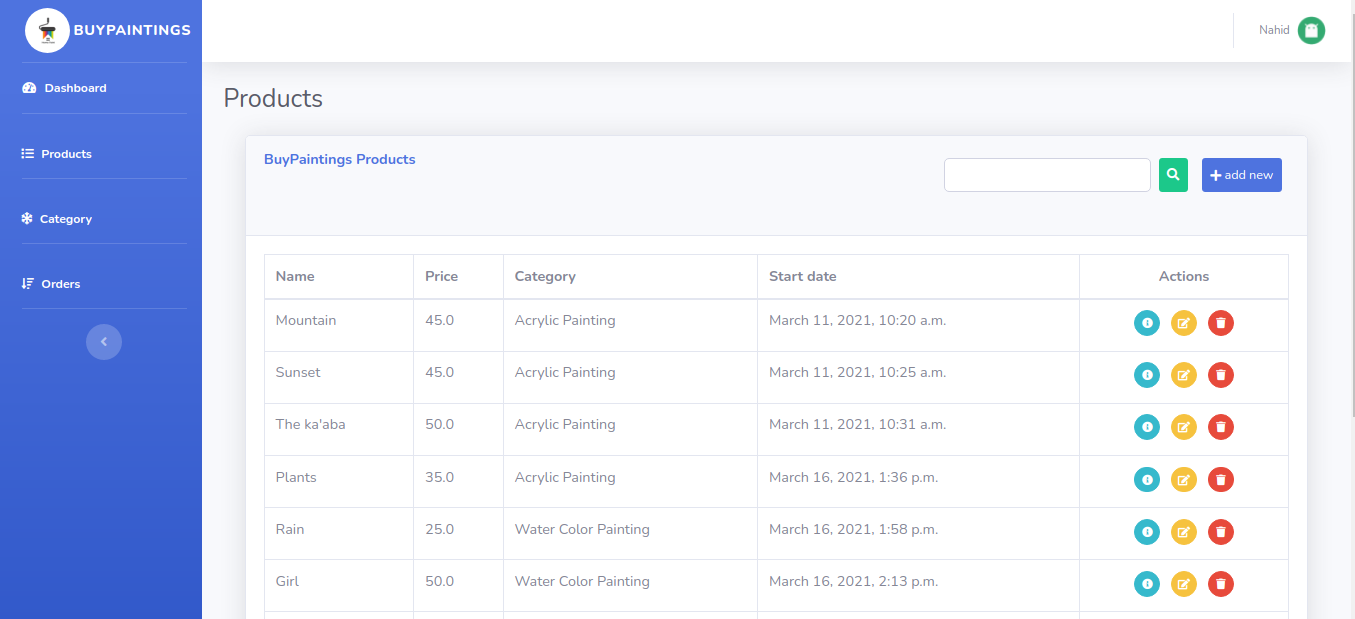 BUYPAINTINGS
Nahid
Dashboard
Products
Category
Orders
Products
BuyPaintings Products
add new
Name Price Category Start date Actions
Mountain 45.0 Acrylic Painting March 11, 2021, 10:20 a.m.
Sunset 45.0 Acrylic Painting March 11, 2021, 10:25 a.m.
The ka'aba 50.0 Acrylic Painting March 11, 2021, 10:31 a.m.
Plants 35.0 Acrylic Painting March 16, 2021, 1:36 p.m.
Rain 25.0 Water Color Painting March 16, 2021, 1:58 p.m.
Girl 50.0 Water Color Painting March 16, 2021, 2:13 p.m.